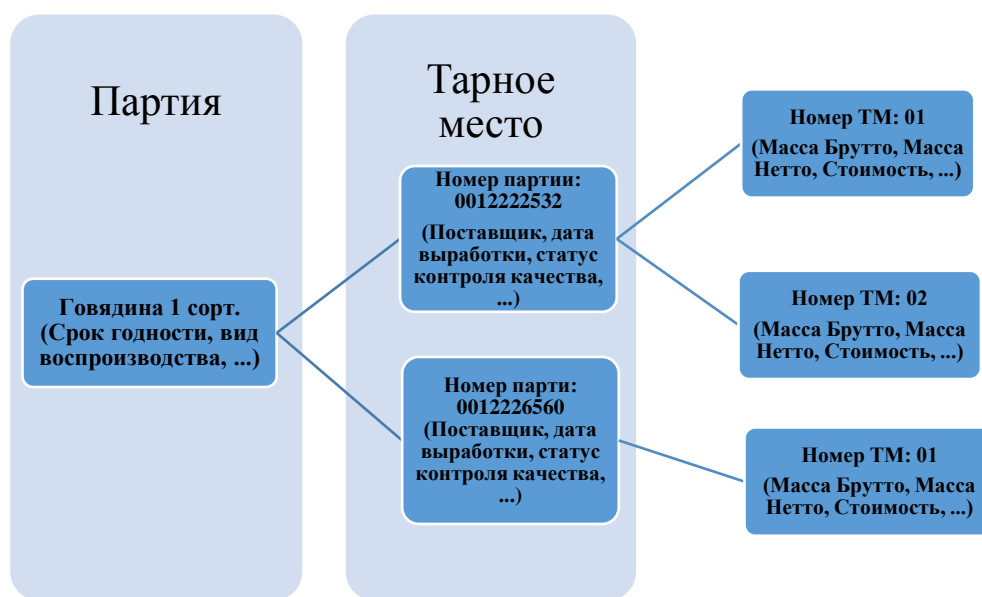 Партия
Тарное
место
Говядина 1 сорт.
(Срок годности, вид
воспроизводства, ...)
Номер партии:
0012222532
(Поставщик, дата
выработки, статус
контроля качества,
...)
Номер парти:
0012226560
(Поставщик, дата
выработки, статус
контроля качества,
...)
Номер ТМ: 01
(Масса Брутто, Масса
Нетто, Стоимость, ...)
Номер ТМ: 02
(Масса Брутто, Масса
Нетто, Стоимость, ...)
Номер ТМ: 01
(Масса Брутто, Масса
Нетто, Стоимость, ...)